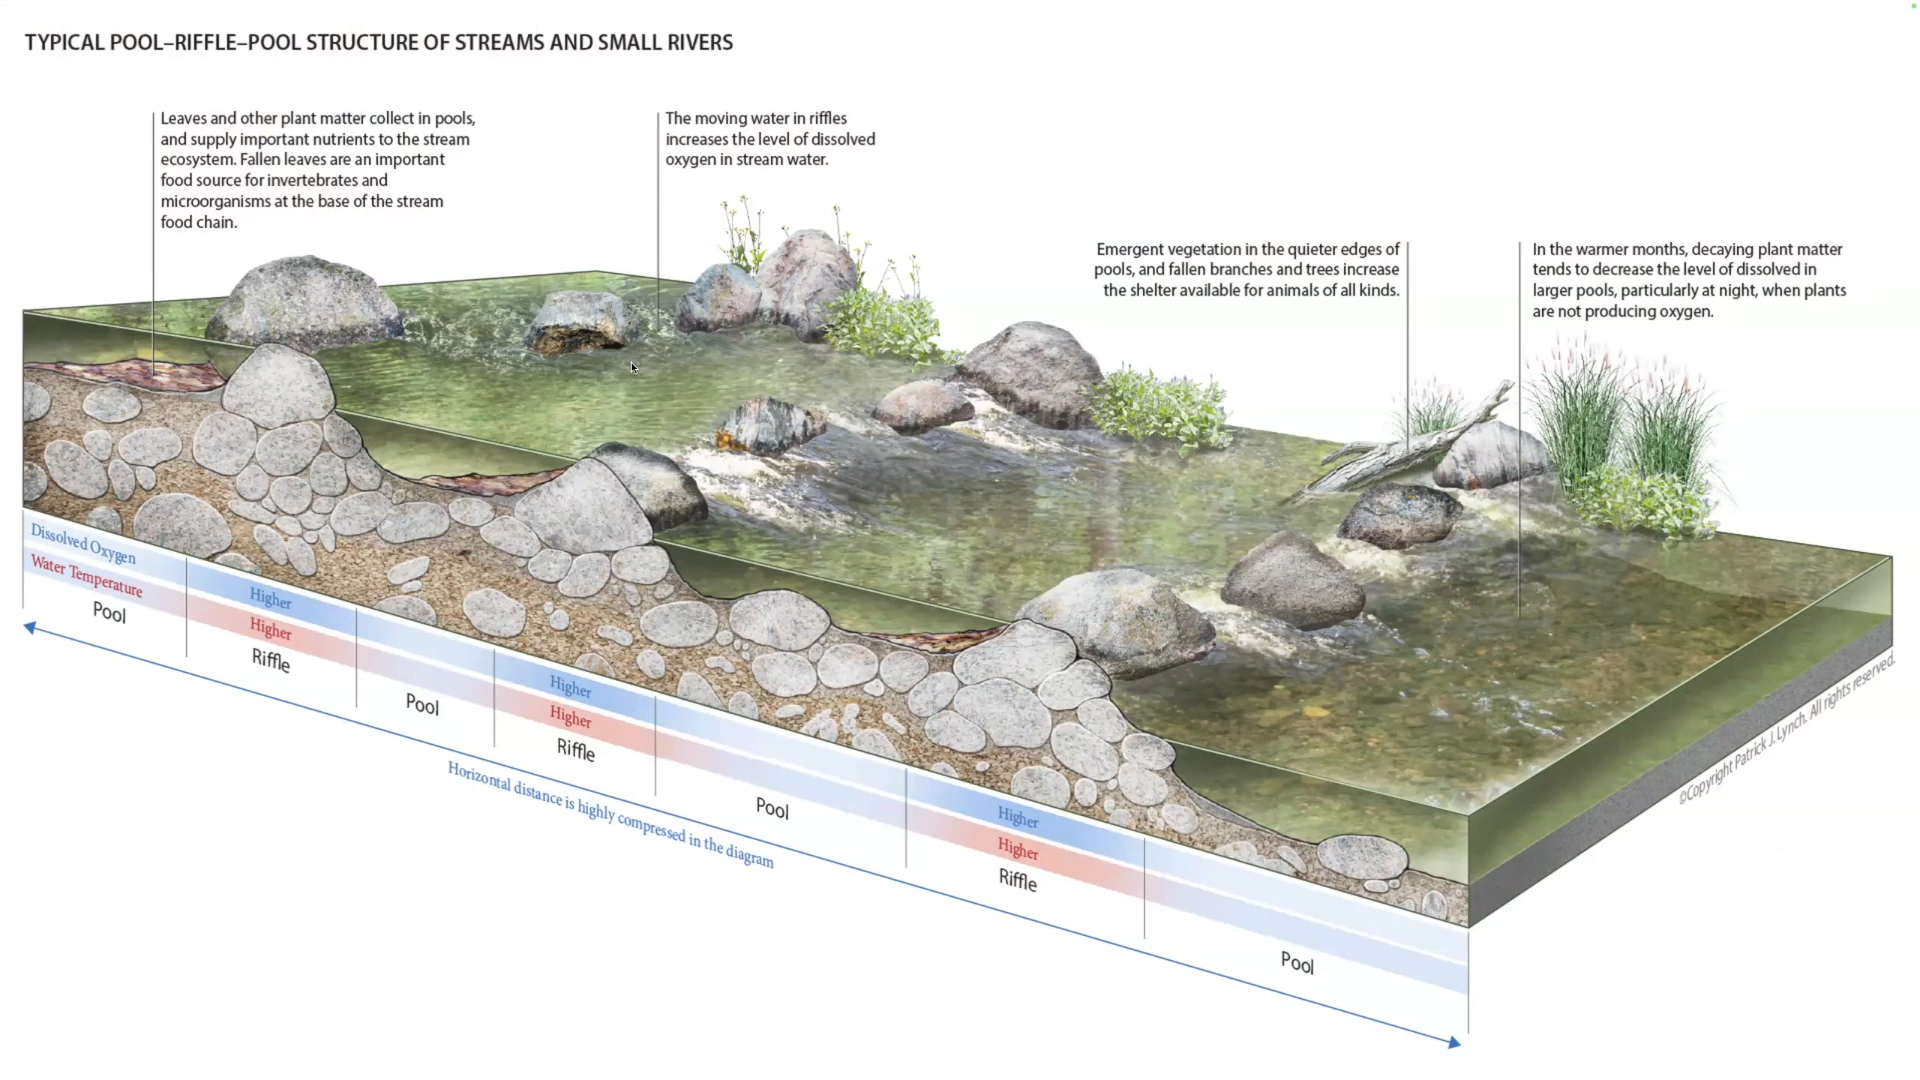 TYPICAL POOL–RIFFLE–POOL STRUCTURE OF STREAMS AND SMALL RIVERS
Leaves and other plant matter collect in pools,
and supply important nutrients to the stream
ecosystem. Fallen leaves are an important
food source for invertebrates and
microorganisms at the base of the stream
food chain.
The moving water in riffles
increases the level of dissolved
oxygen in stream water.
Emergent vegetation in the quieter edges of
pools, and fallen branches and trees increase
the shelter available for animals of all kinds.
In the warmer months, decaying plant matter
tends to decrease the level of dissolved in
larger pools, particularly at night, when plants
are not producing oxygen.
Dissolved Oxygen
Water Temperature
Pool
Higher
Higher
Riffle
Pool
Higher
Higher
Riffle
Pool
Higher
Higher
Riffle
Pool
Horizontal distance is highly compressed in the diagram
©Copyright Patrick J. Lynch. All rights reserved.